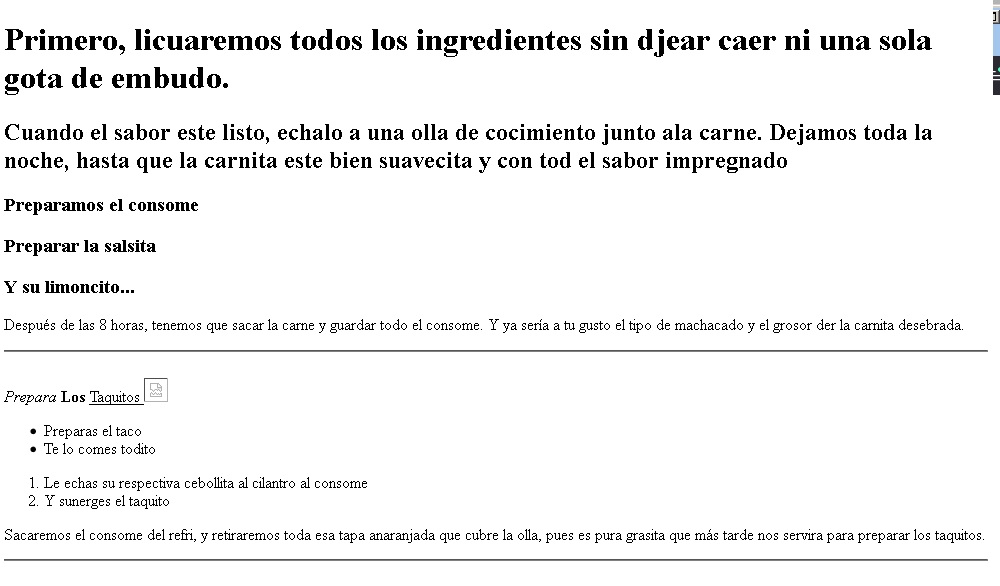 Primero, licuaremos todos los ingredientes sin djear caer ni una sola
gota de embudo.
Cuando el sabor este listo, echalo a una olla de cocimiento junto ala carne. Dejamos toda la
noche, hasta que la carnita este bien suavecita y con tod el sabor impregnado
Preparamos el consome
Preparar la salsita
Y su limoncito...
Después de las 8 horas, tenemos que sacar la carne y guardar todo el consome. Y ya sería a tu gusto el tipo de machacado y el grosor der la carnita desebrada.
Prepara Los Taquitos
• Preparas el taco
• Te lo comes todito
1. Le echas su respectiva cebollita al cilantro al consome
2. Y sunerges el taquito
Sacaremos el consome del refri, y retiraremos toda esa tapa anaranjada que cubre la olla, pues es pura grasita que más tarde nos servira para preparar los taquitos.